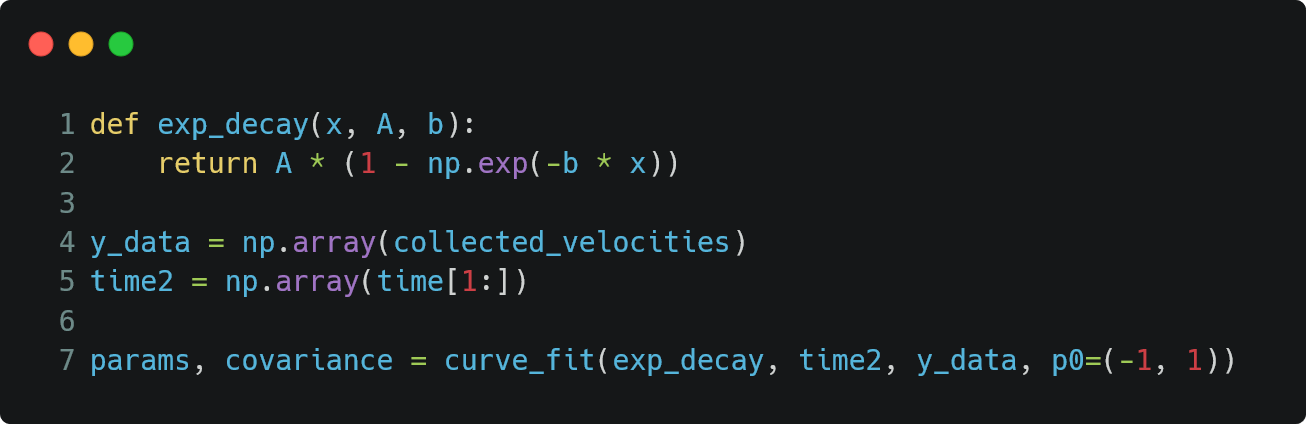 1 def exp_decay(x, A, b):
2     return A * (1 - np.exp(-b * x))
3
4 y_data = np.array(collected_velocities)
5 time2 = np.array(time[1:])
6
7 params, covariance = curve_fit(exp_decay, time2, y_data, p0=(-1, 1))